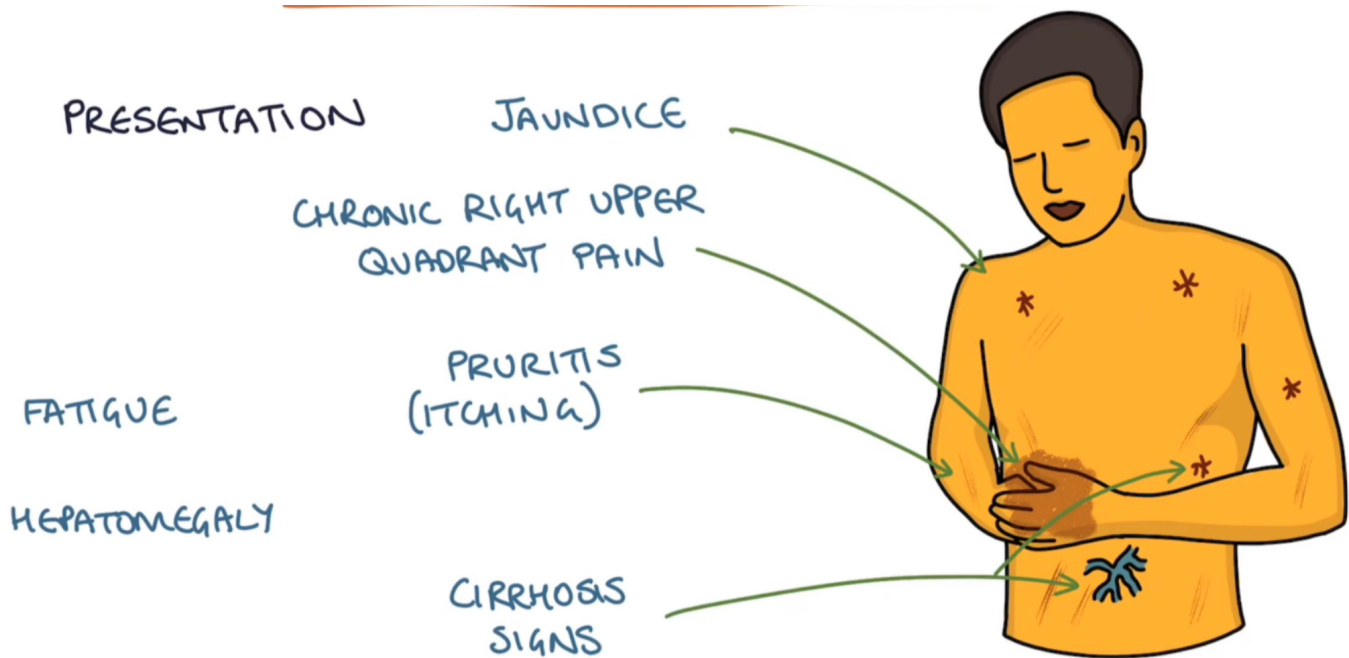 PRESENTATION JAUNDICE
CHRONIC RIGHT UPPER
QUADRANT PAIN
PRURITIS
(ITCHING)
FATIGUE
HEPATOMEGALY
CIRRHOSIS
SIGNS